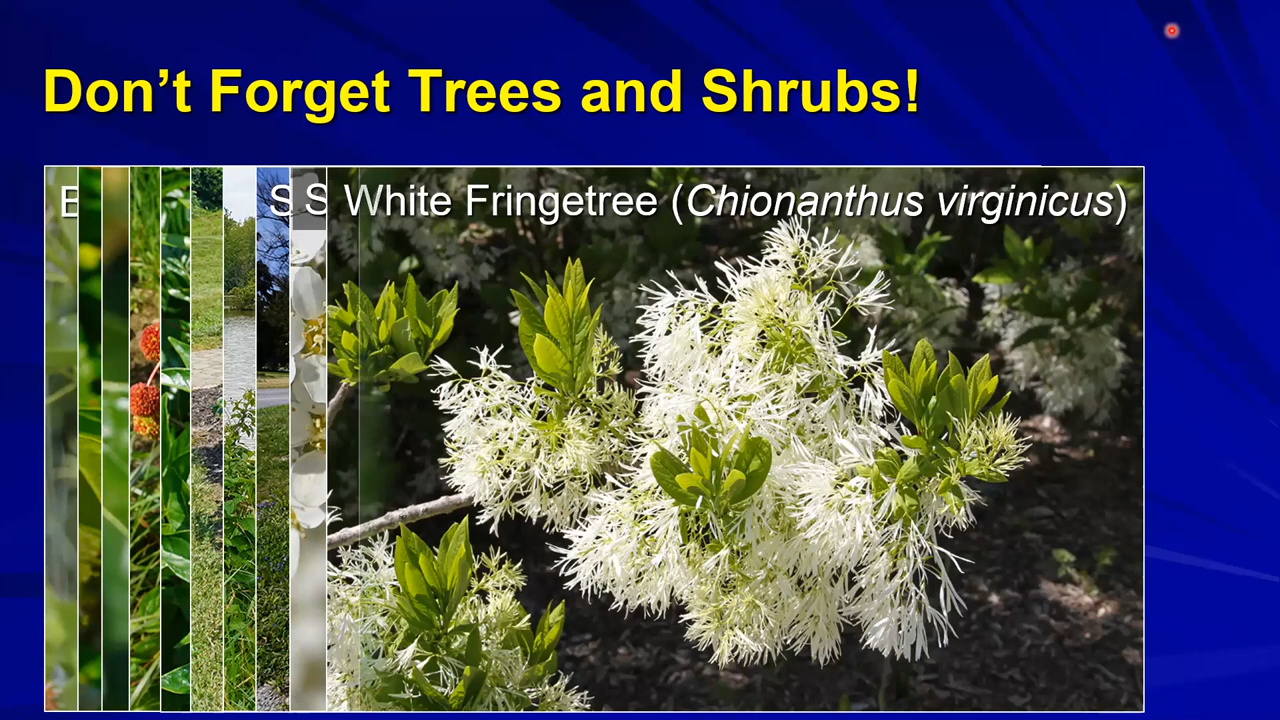 Don’t Forget Trees and Shrubs!
White Fringetree (Chionanthus virginicus)